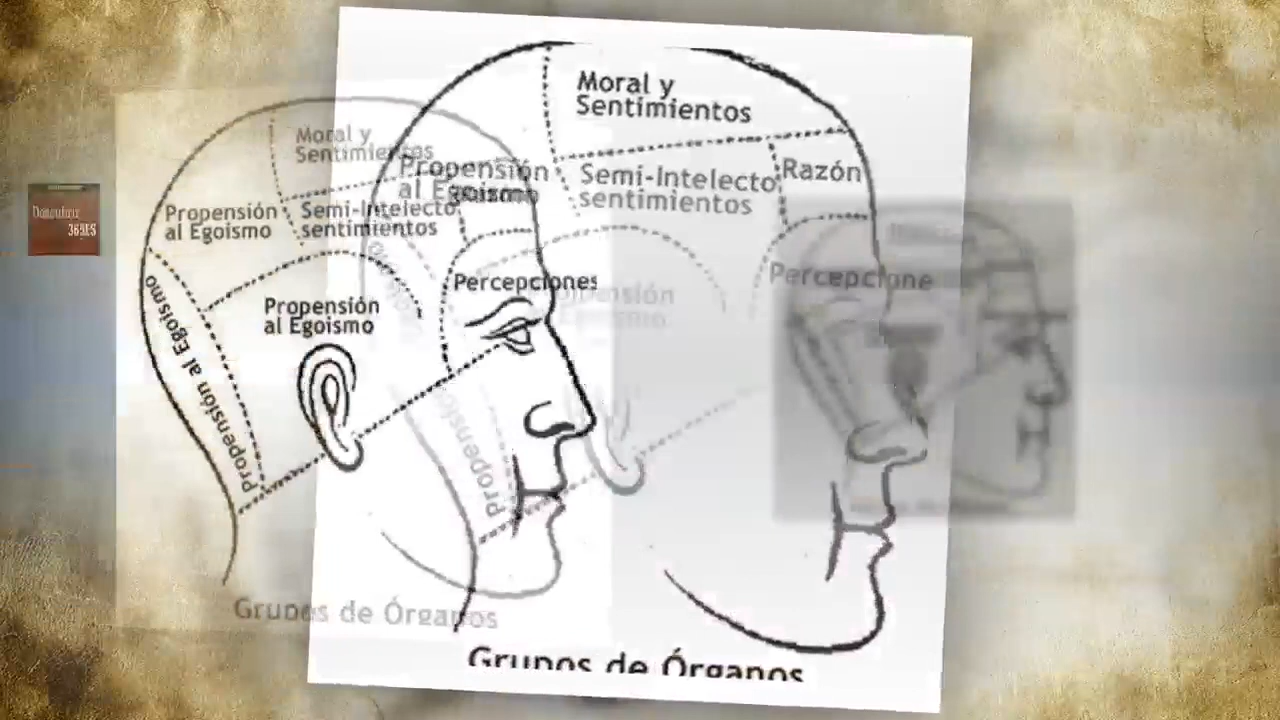 Moral y
Sentimientos
Propensión
al Egoismo
Semi-Intelecto
sentimientos
Razón
Percepcione
Propensión
Grupos de Órganos
Moral y
Sentimientos
Propensión
al Egoismo
Semi-Intelecto
sentimientos
Percepciones
Propensión
al Egoismo
Propensión al Egoismo
Grupos de Órganos